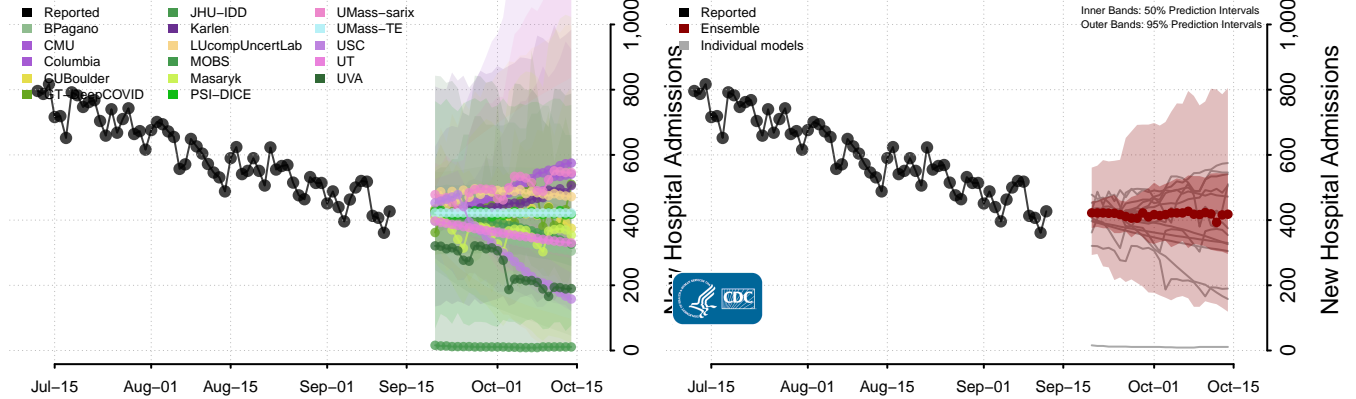 Reported
BPagano
CMU
Columbia
CUBoulder
GT−DeepCOVID
JHU−IDD
Karlen
LUcompUncertLab
MOBS
Masaryk
PSI−DICE
UMass−sarix
UMass−TE
USC
UT
UVA
0
200
400
600
800
1,000
New Hospital Admissions
Jul−15
Aug−01
Aug−15
Sep−01
Sep−15
Oct−01
Oct−15
Reported
Ensemble
Individual models
Inner Bands: 50% Prediction Intervals
Outer Bands: 95% Prediction Intervals
CDC
0
200
400
600
800
1,000
New Hospital Admissions
Jul−15
Aug−01
Aug−15
Sep−01
Sep−15
Oct−01
Oct−15